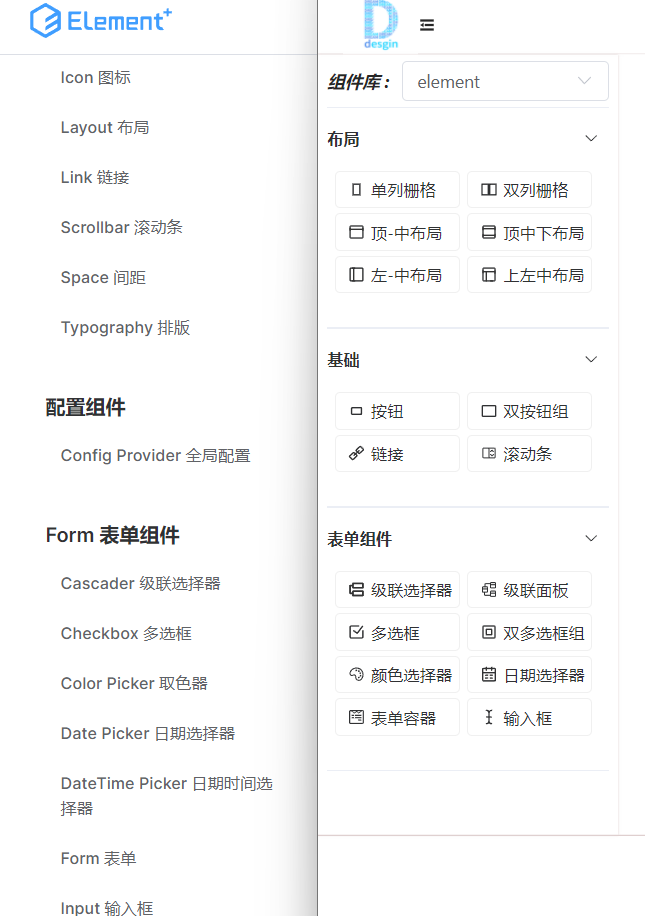 Element+
Icon 图标
Layout 布局
Link 链接
Scrollbar 滚动条
Space 间距
Typography 排版
配置组件
Config Provider 全局配置
Form 表单组件
Cascader 级联选择器
Checkbox 多选框
Color Picker 取色器
Date Picker 日期选择器
DateTime Picker 日期时间选
择器
Form 表单
Input 输入框
D
desgin
组件库：
element
布局
单列栅格
双列栅格
顶-中布局
顶中下布局
左-中布局
上左中布局
基础
按钮
双按钮组
链接
滚动条
表单组件
级联选择器
级联面板
多选框
双多选框组
颜色选择器
日期选择器
表单容器
输入框